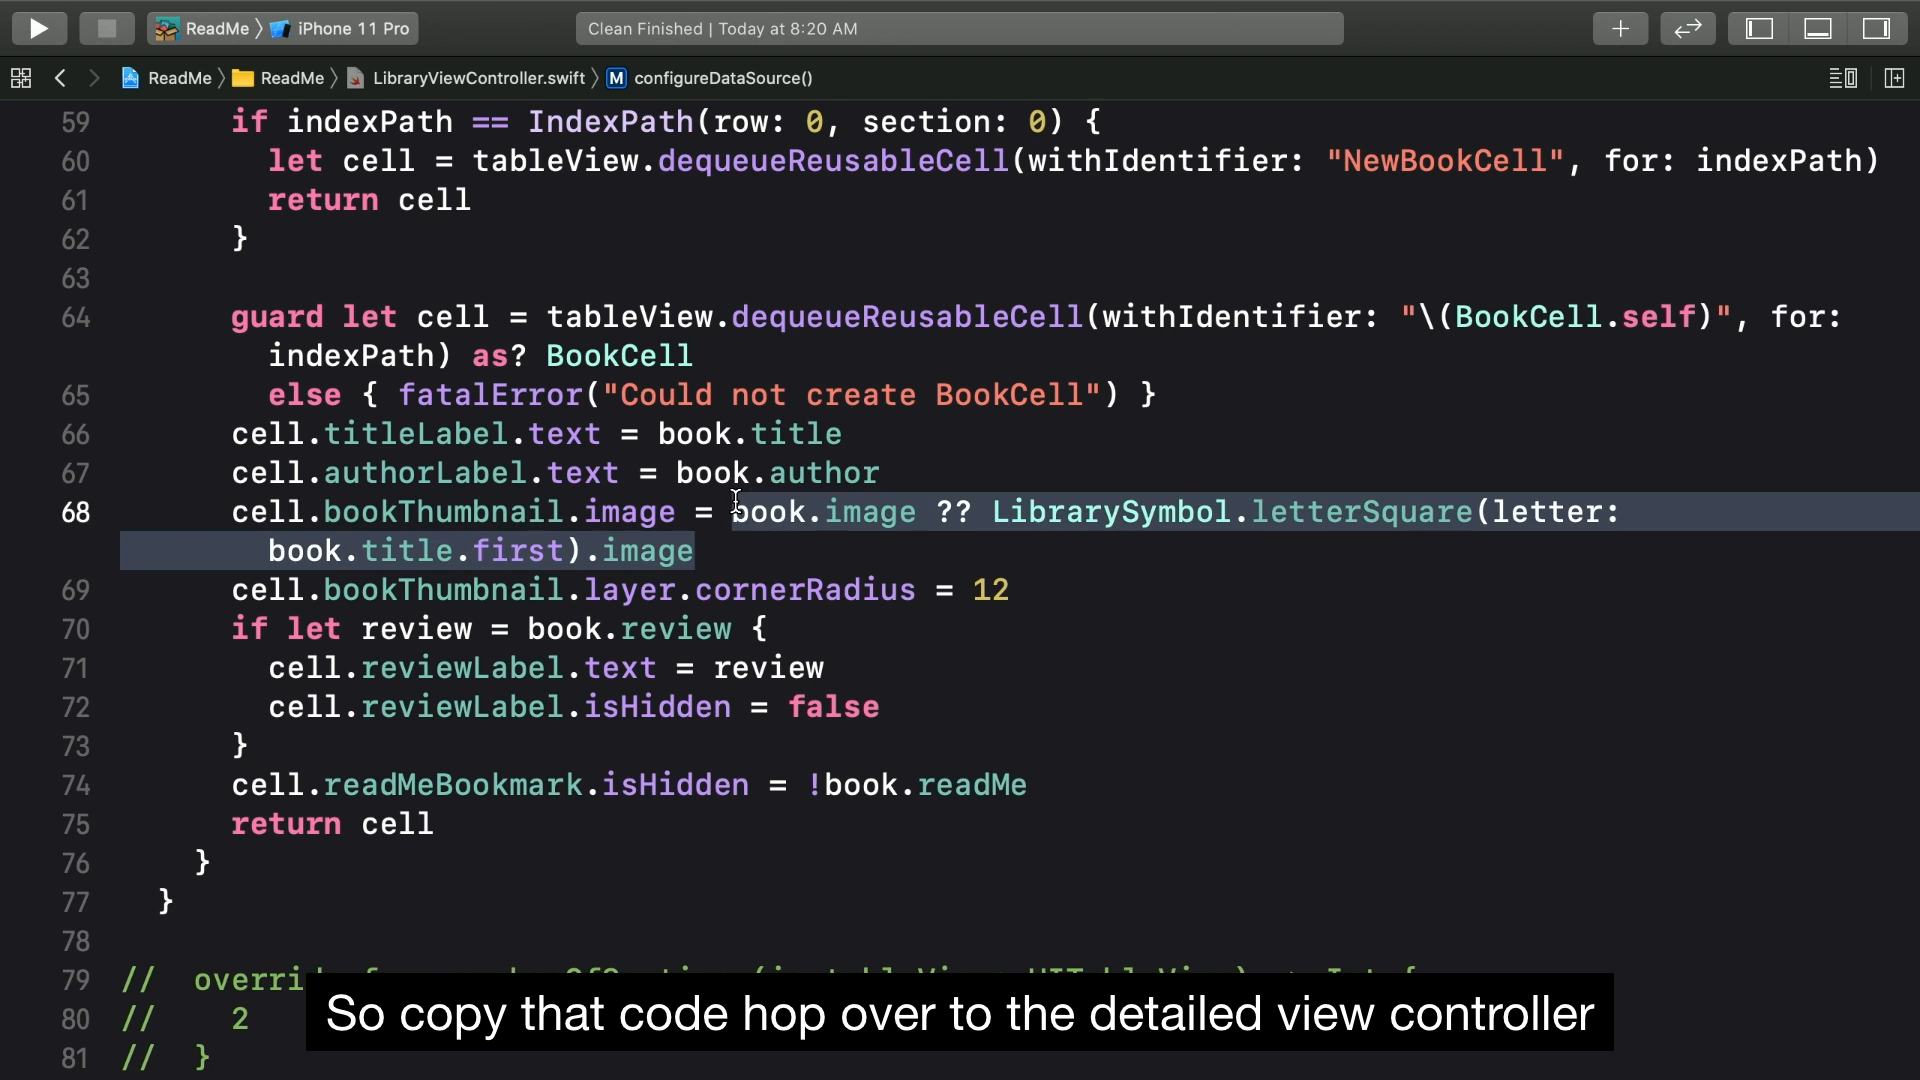 ReadMe iPhone 11 Pro Clean Finished | Today at 8:20 AM
ReadMe ReadMe LibraryViewController.swift M configureDataSource()
59 if indexPath == IndexPath(row: 0, section: 0) {
60 let cell = tableView.dequeueReusableCell(withIdentifier: "NewBookCell", for: indexPath)
61 return cell
62 }
63
64 guard let cell = tableView.dequeueReusableCell(withIdentifier: "\(BookCell.self)", for:
indexPath) as? BookCell
65 else { fatalError("Could not create BookCell") }
66 cell.titleLabel.text = book.title
67 cell.authorLabel.text = book.author
68 cell.bookThumbnail.image = book.image ?? LibrarySymbol.letterSquare(letter:
book.title.first).image
69 cell.bookThumbnail.layer.cornerRadius = 12
70 if let review = book.review {
71 cell.reviewLabel.text = review
72 cell.reviewLabel.isHidden = false
73 }
74 cell.readMeBookmark.isHidden = !book.readMe
75 return cell
76 }
77 }
78
79 // overri
80 // 2
81 // }
So copy that code hop over to the detailed view controller